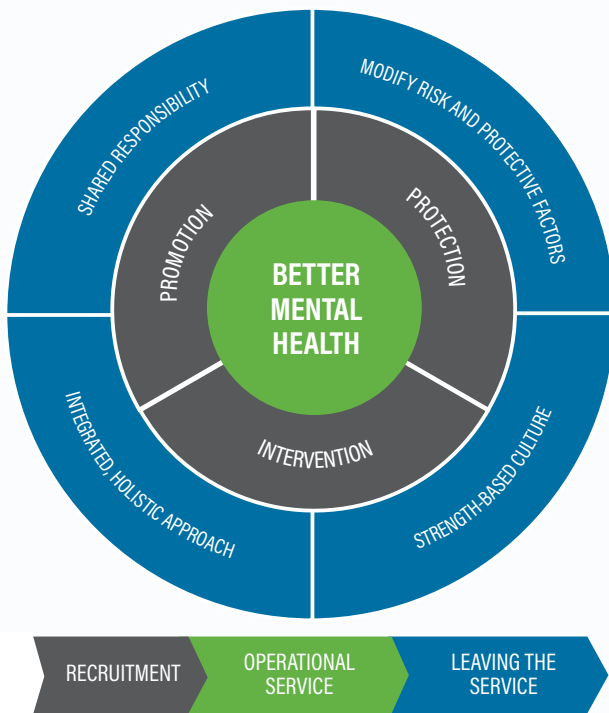 SHARED RESPONSIBILITY
MODIFY RISK AND PROTECTIVE FACTORS
PROMOTION
PROTECTION
BETTER
MENTAL
HEALTH
INTERVENTION
INTEGRATED, HOLISTIC APPROACH
STRENGTH-BASED CULTURE
RECRUITMENT
OPERATIONAL
SERVICE
LEAVING THE
SERVICE